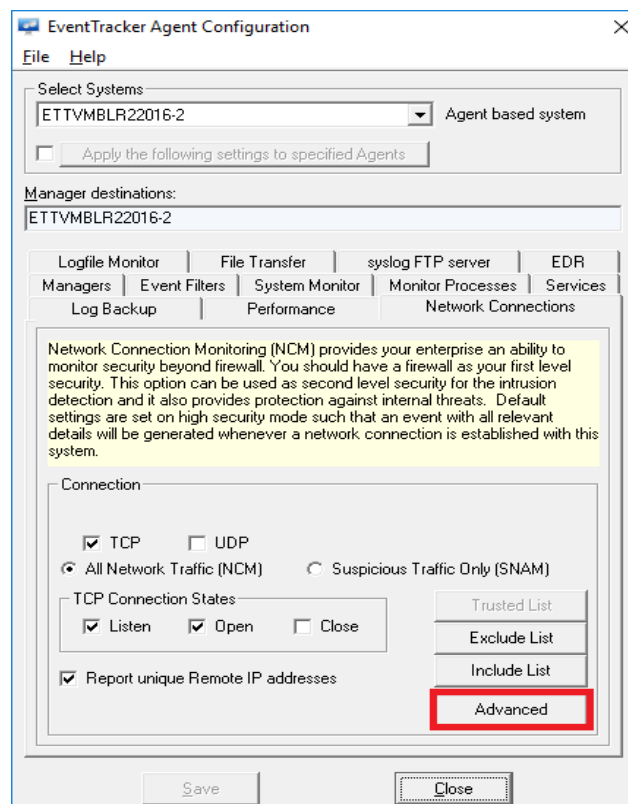 EventTracker Agent Configuration
File Help
Select Systems
ETTVMBLR22016-2 Agent based system
Apply the following settings to specified Agents
Manager destinations:
ETTVMBLR22016-2
Logfile Monitor File Transfer syslog FTP server EDR
Managers Event Filters System Monitor Monitor Processes Services
Log Backup Performance Network Connections
Network Connection Monitoring (NCM) provides your enterprise an ability to
monitor security beyond firewall. You should have a firewall as your first level
security. This option can be used as second level security for the intrusion
detection and it also provides protection against internal threats. Default
settings are set on high security mode such that an event with all relevant
details will be generated whenever a network connection is established with this
system.
Connection
TCP UDP
All Network Traffic (NCM) Suspicious Traffic Only (SNAM)
TCP Connection States
Listen Open Close
Report unique Remote IP addresses
Trusted List
Exclude List
Include List
Advanced
Save Close